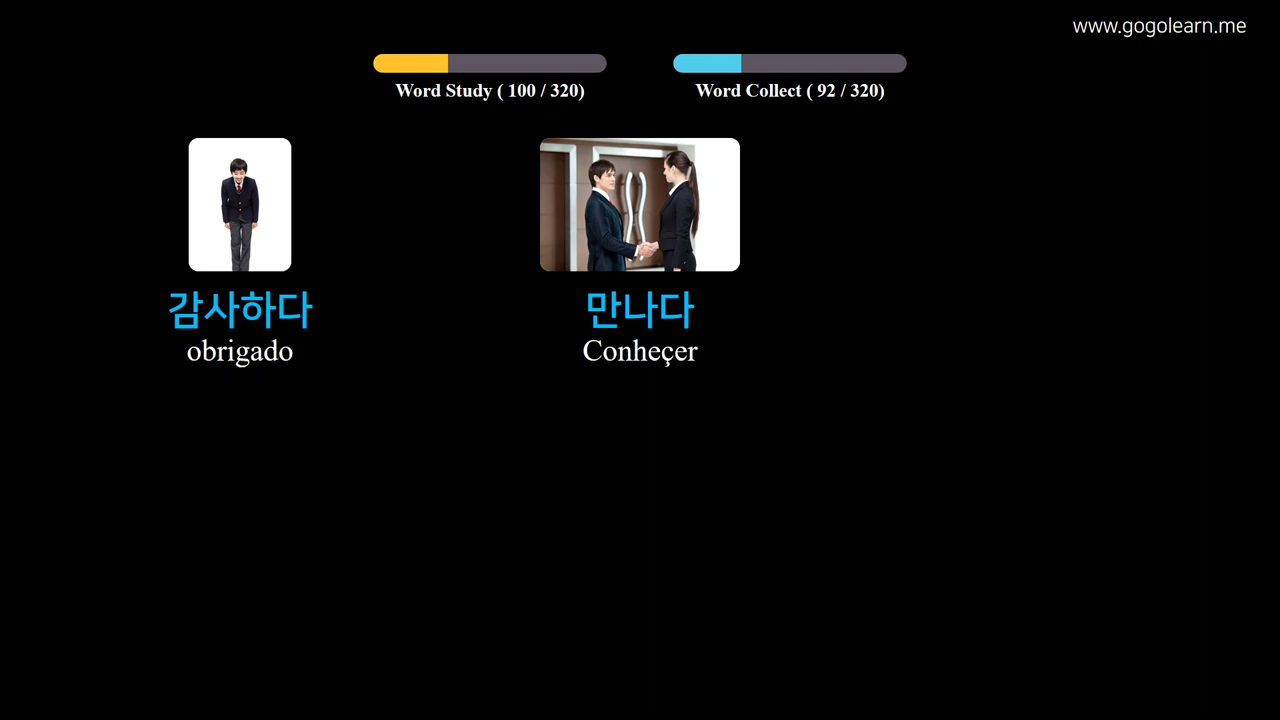 www.gogolearn.me
Word Study ( 100 / 320)
Word Collect ( 92 / 320)
감사하다
obrigado
만나다
Conheçer